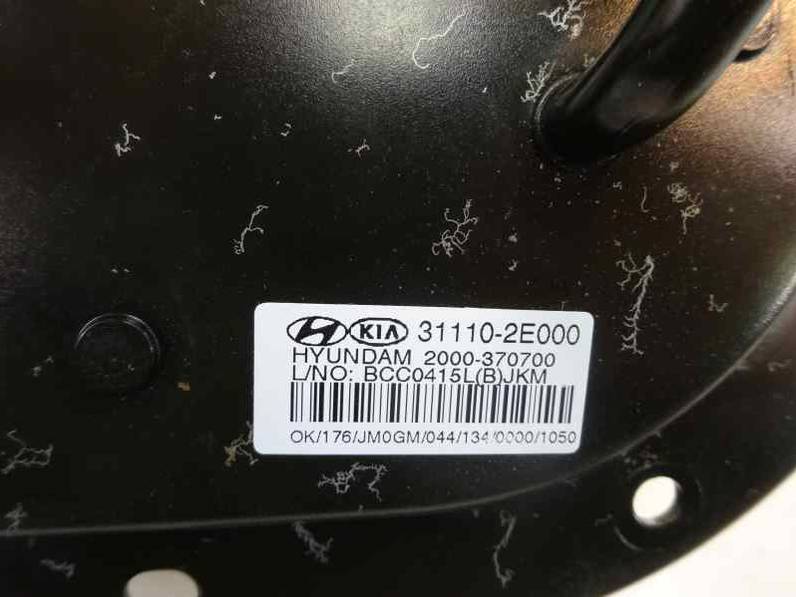 KIA 31110-2E000
HYUNDAM 2000-370700
L/NO: BCC0415L(B)JKM
OK/176/JM0GM/044/134/0000/1050